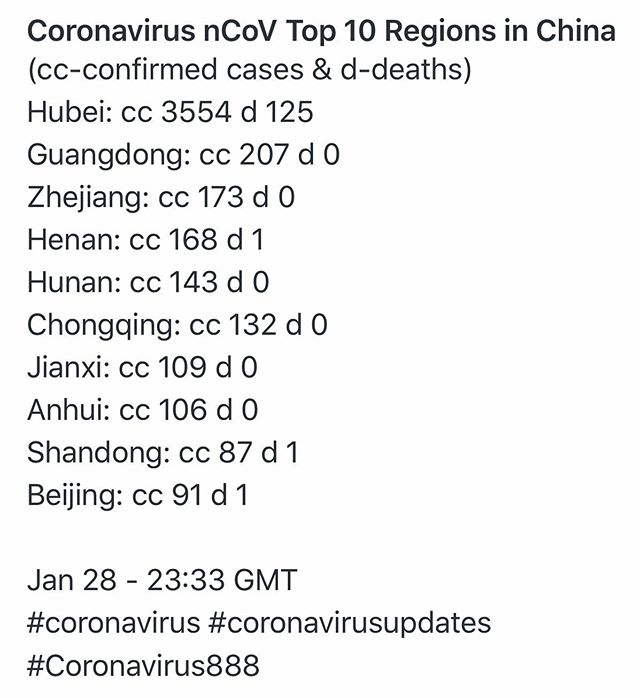 Coronavirus nCoV Top 10 Regions in China
(cc-confirmed cases & d-deaths)
Hubei: cc 3554 d 125
Guangdong: cc 207 d 0
Zhejiang: cc 173 d 0
Henan: cc 168 d 1
Hunan: cc 143 d 0
Chongqing: cc 132 d 0
Jianxi: cc 109 d 0
Anhui: cc 106 d 0
Shandong: cc 87 d 1
Beijing: cc 91 d 1
Jan 28 - 23:33 GMT
#coronavirus #coronavirusupdates
#Coronavirus888